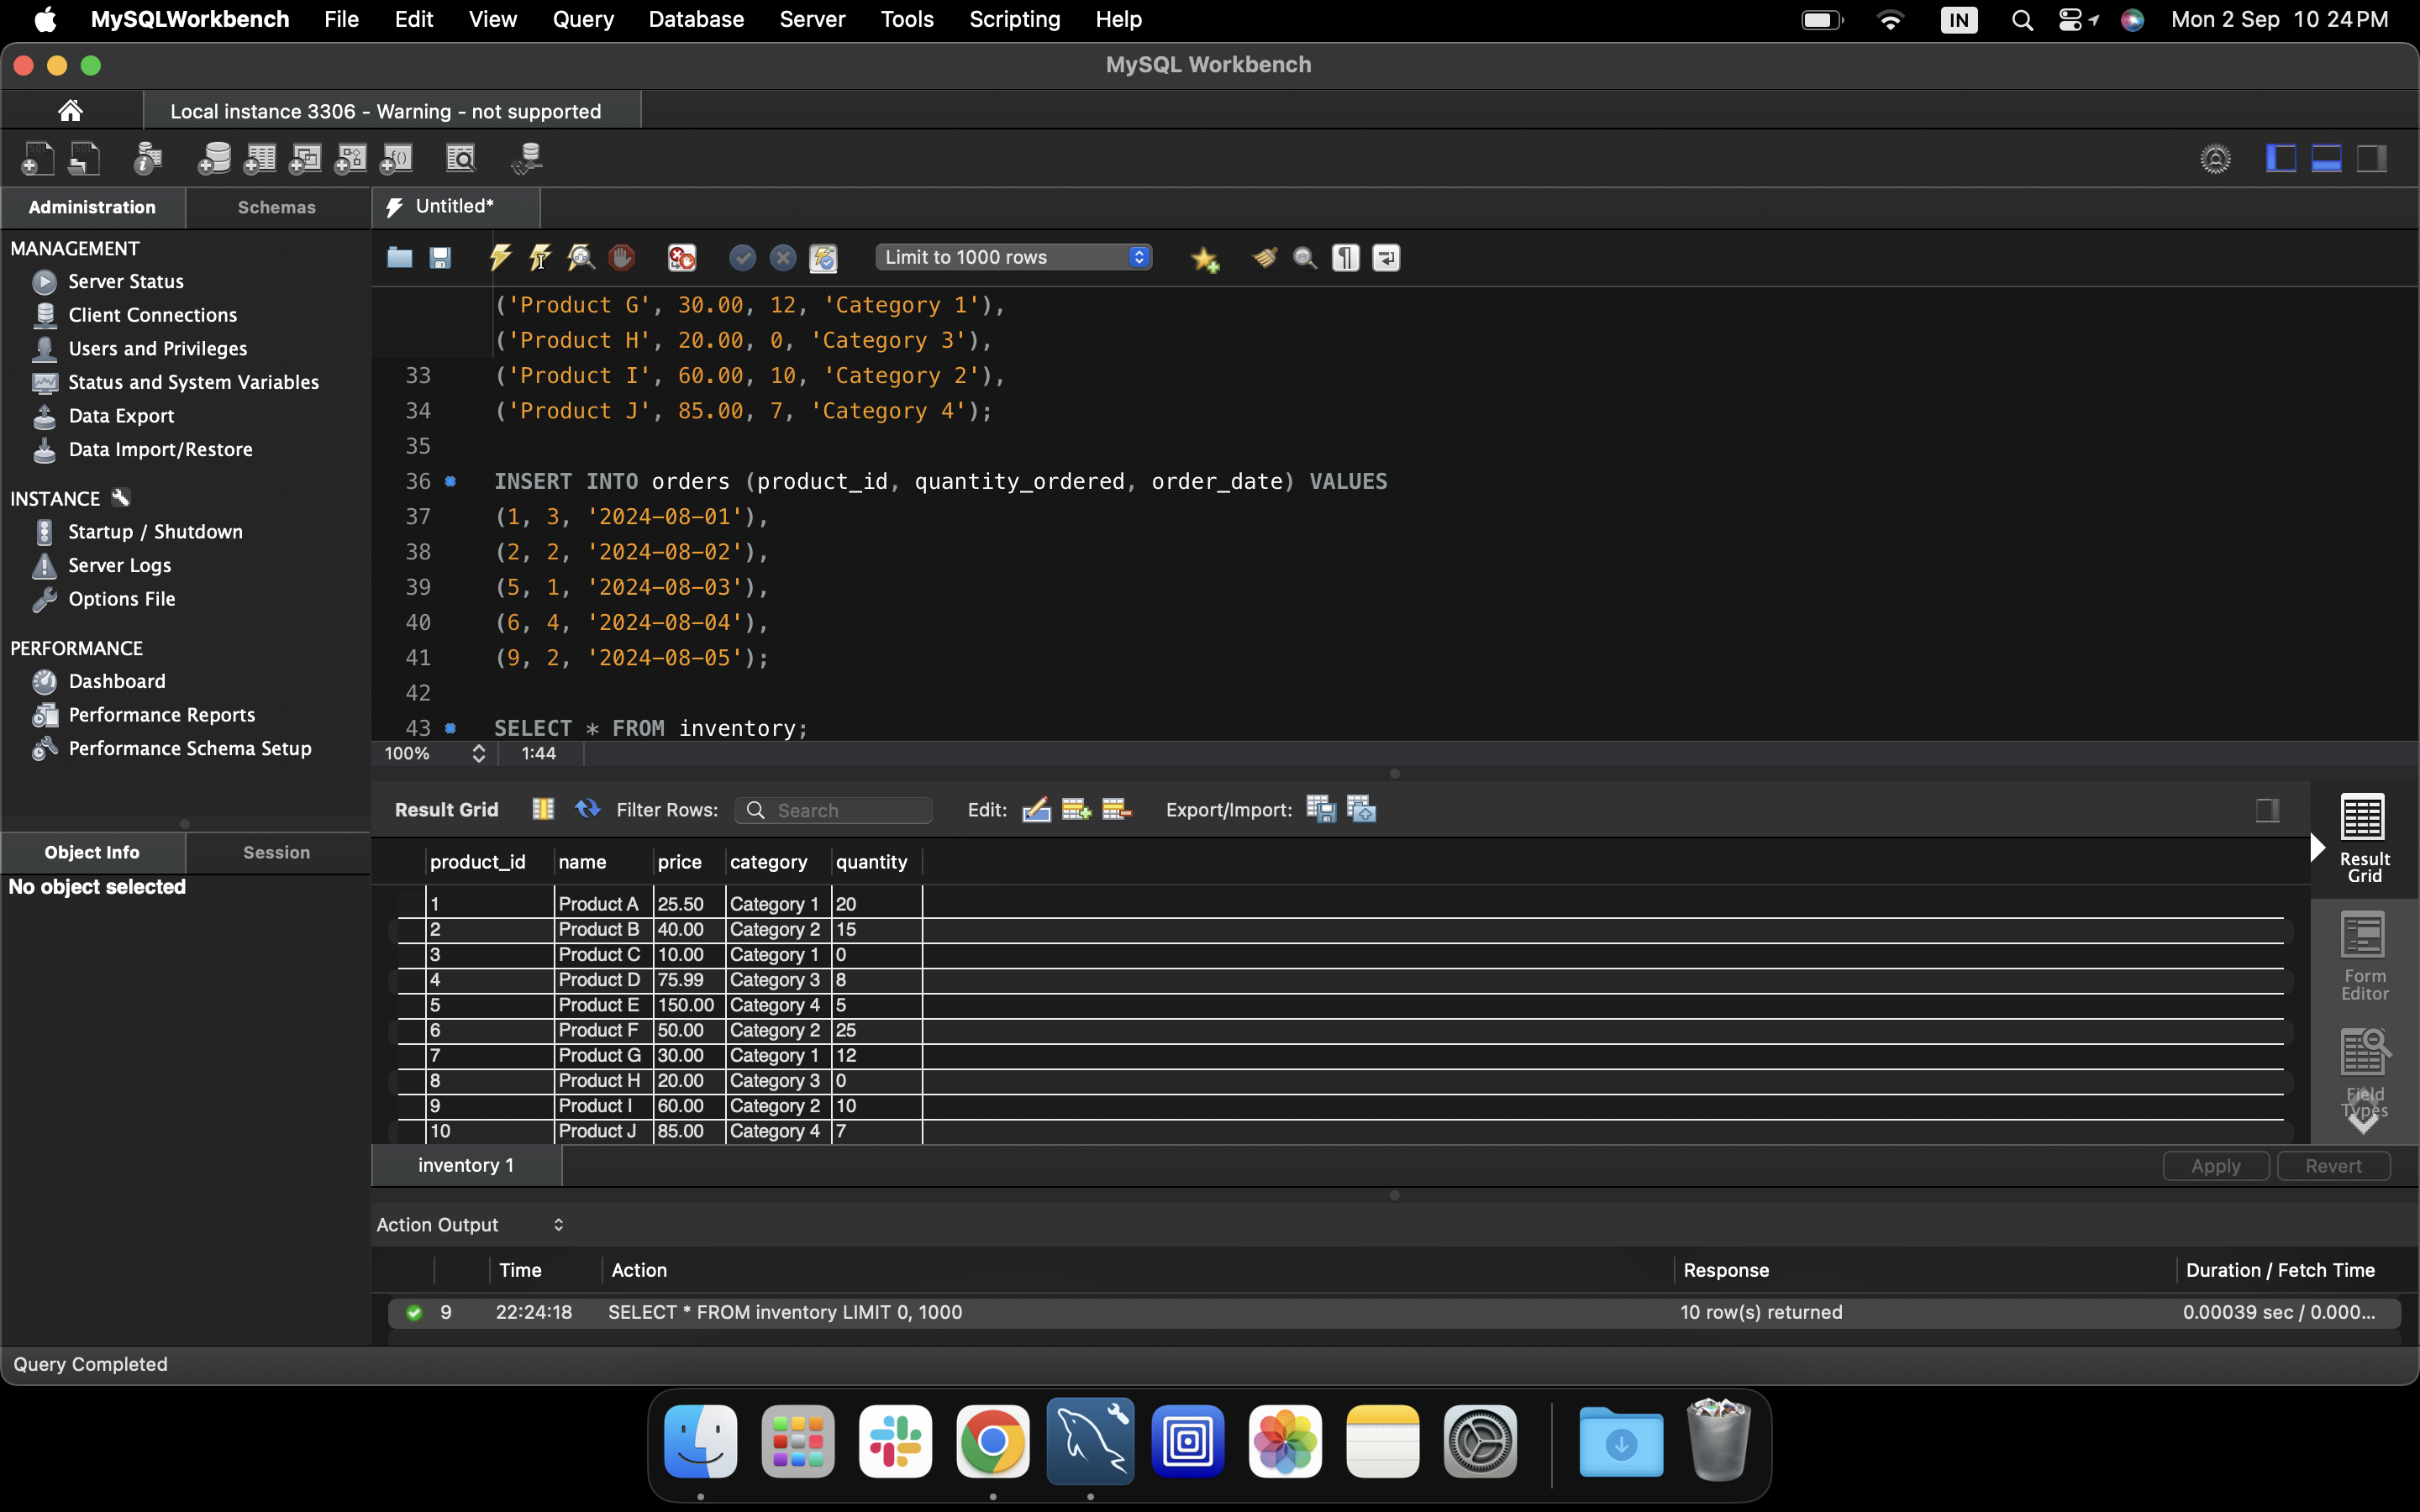 MySQLWorkbench File Edit View Query Database Server Tools Scripting Help IN Mon 2 Sep 10 24 PM
MySQL Workbench
Local instance 3306 - Warning - not supported
Administration Schemas Untitled*
MANAGEMENT
Server Status
Client Connections
Users and Privileges
Status and System Variables
Data Export
Data Import/Restore
INSTANCE
Startup / Shutdown
Server Logs
Options File
PERFORMANCE
Dashboard
Performance Reports
Performance Schema Setup
Object Info Session
No object selected
Limit to 1000 rows
('Product G', 30.00, 12, 'Category 1'),
('Product H', 20.00, 0, 'Category 3'),
33 ('Product I', 60.00, 10, 'Category 2'),
34 ('Product J', 85.00, 7, 'Category 4');
35
36 INSERT INTO orders (product_id, quantity_ordered, order_date) VALUES
37 (1, 3, '2024-08-01'),
38 (2, 2, '2024-08-02'),
39 (5, 1, '2024-08-03'),
40 (6, 4, '2024-08-04'),
41 (9, 2, '2024-08-05');
42
43 SELECT * FROM inventory;
100% 1:44
Result Grid Filter Rows: Search Edit: Export/Import:
product_id name price category quantity
1 Product A 25.50 Category 1 20
2 Product B 40.00 Category 2 15
3 Product C 10.00 Category 1 0
4 Product D 75.99 Category 3 8
5 Product E 150.00 Category 4 5
6 Product F 50.00 Category 2 25
7 Product G 30.00 Category 1 12
8 Product H 20.00 Category 3 0
9 Product I 60.00 Category 2 10
10 Product J 85.00 Category 4 7
Result
Grid
Form
Editor
Field
Types
inventory 1 Apply Revert
Action Output
Time Action Response Duration / Fetch Time
9 22:24:18 SELECT * FROM inventory LIMIT 0, 1000 10 row(s) returned 0.00039 sec / 0.000...
Query Completed